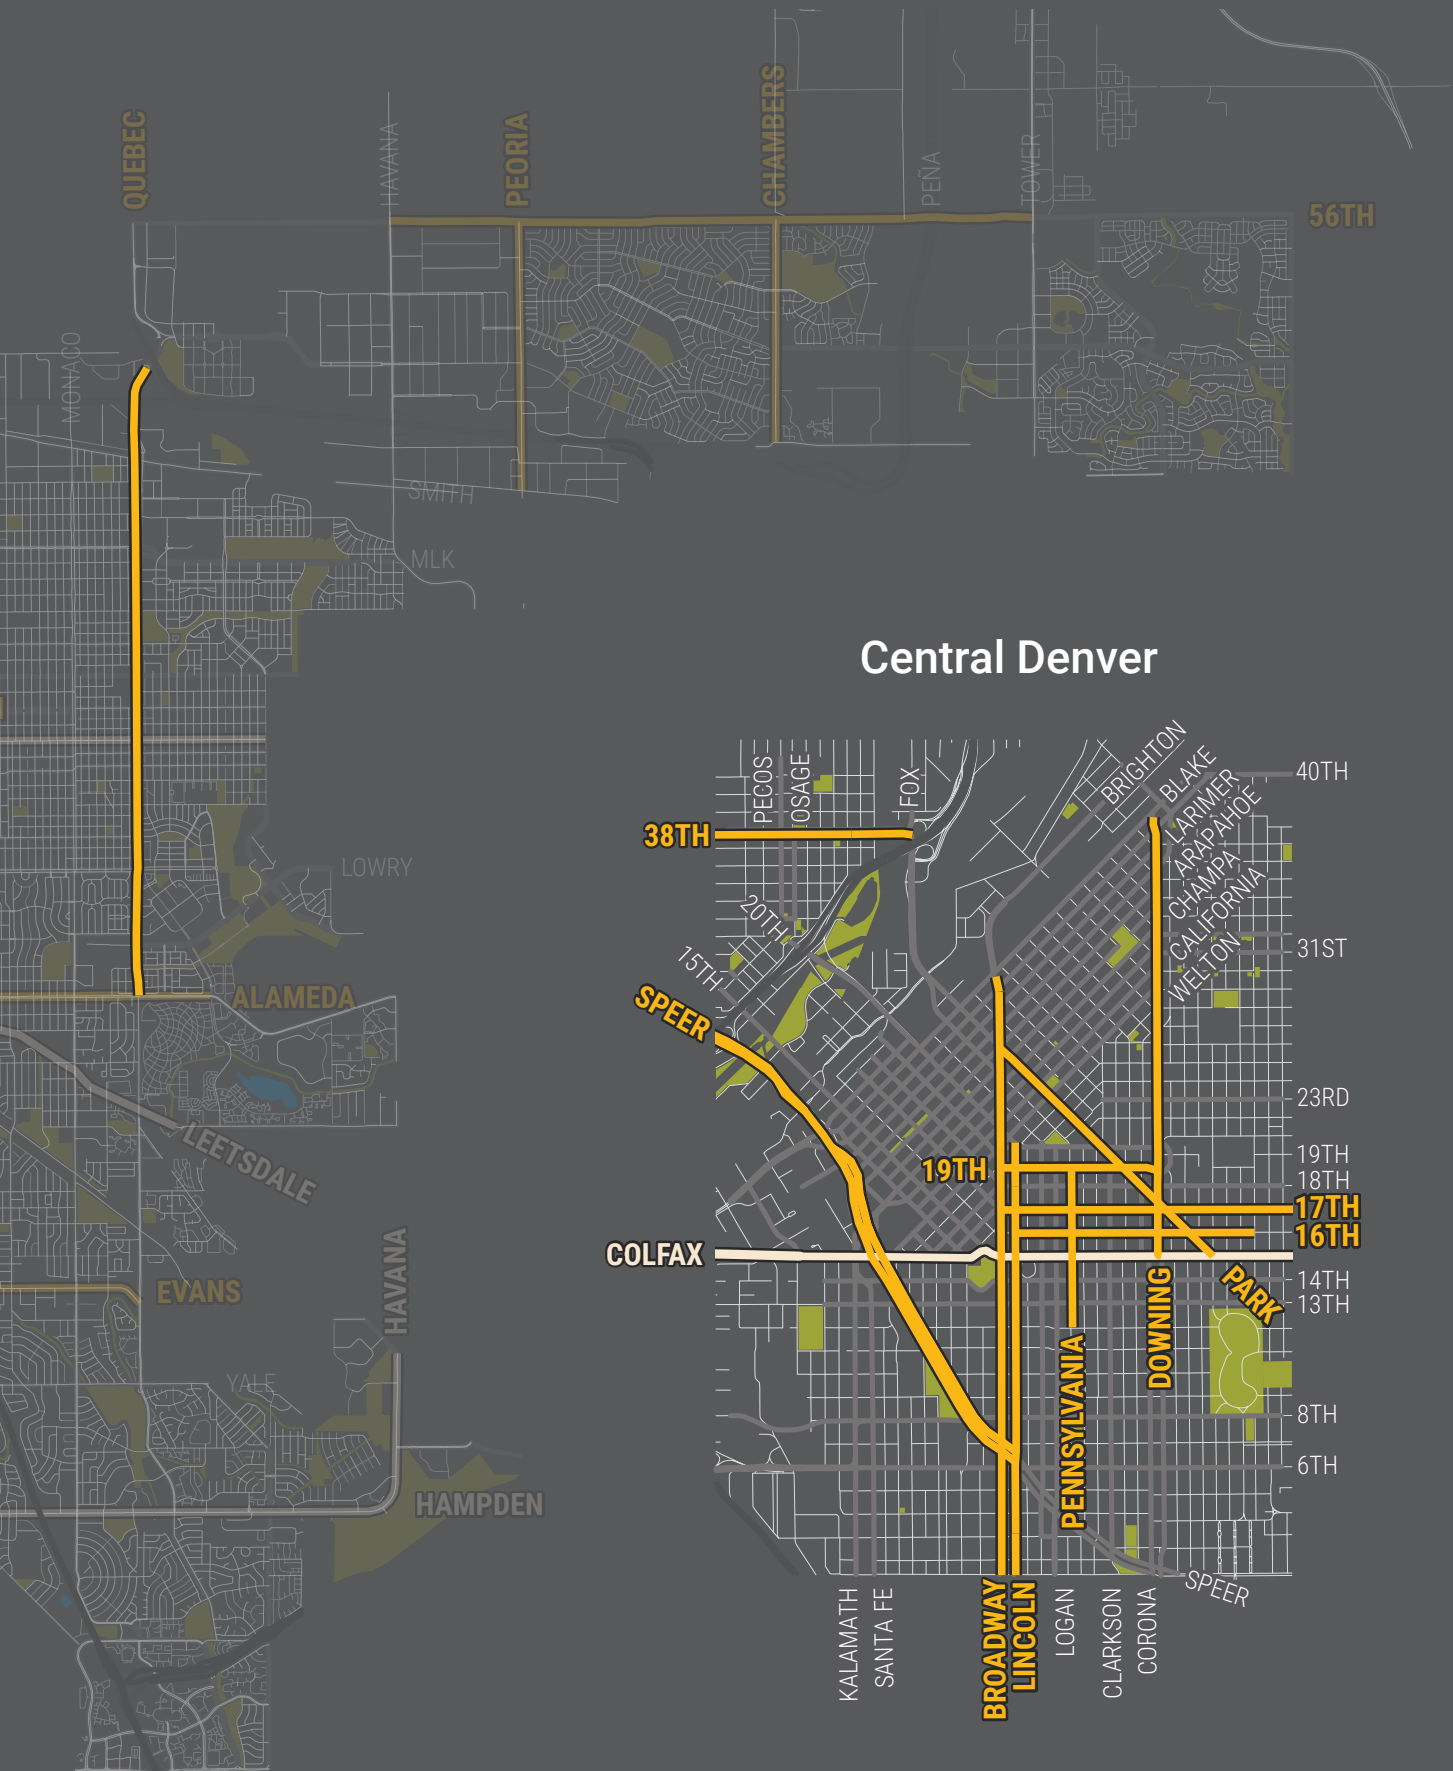 QUEBEC
HAVANA
PEORIA
CHAMBERS
PEÑA
TOWER
56TH
MONACO
SMITH
MLK
Central Denver
LOWRY
ALAMEDA
LEETSDALE
EVANS
HAVANA
YALE
HAMPDEN
PECOS
OSAGE
FOX
BRIGHTON
BLAKE
LARIMER
ARAPAHOE
CHAMPA
CALIFORNIA
WELTON
40TH
38TH
20TH
15TH
31ST
SPEER
23RD
19TH
19TH
18TH
17TH
16TH
COLFAX
14TH
13TH
PARK
DOWNING
PENNSYLVANIA
8TH
6TH
SPEER
KALAMATH
SANTA FE
BROADWAY
LINCOLN
LOGAN
CLARKSON
CORONA